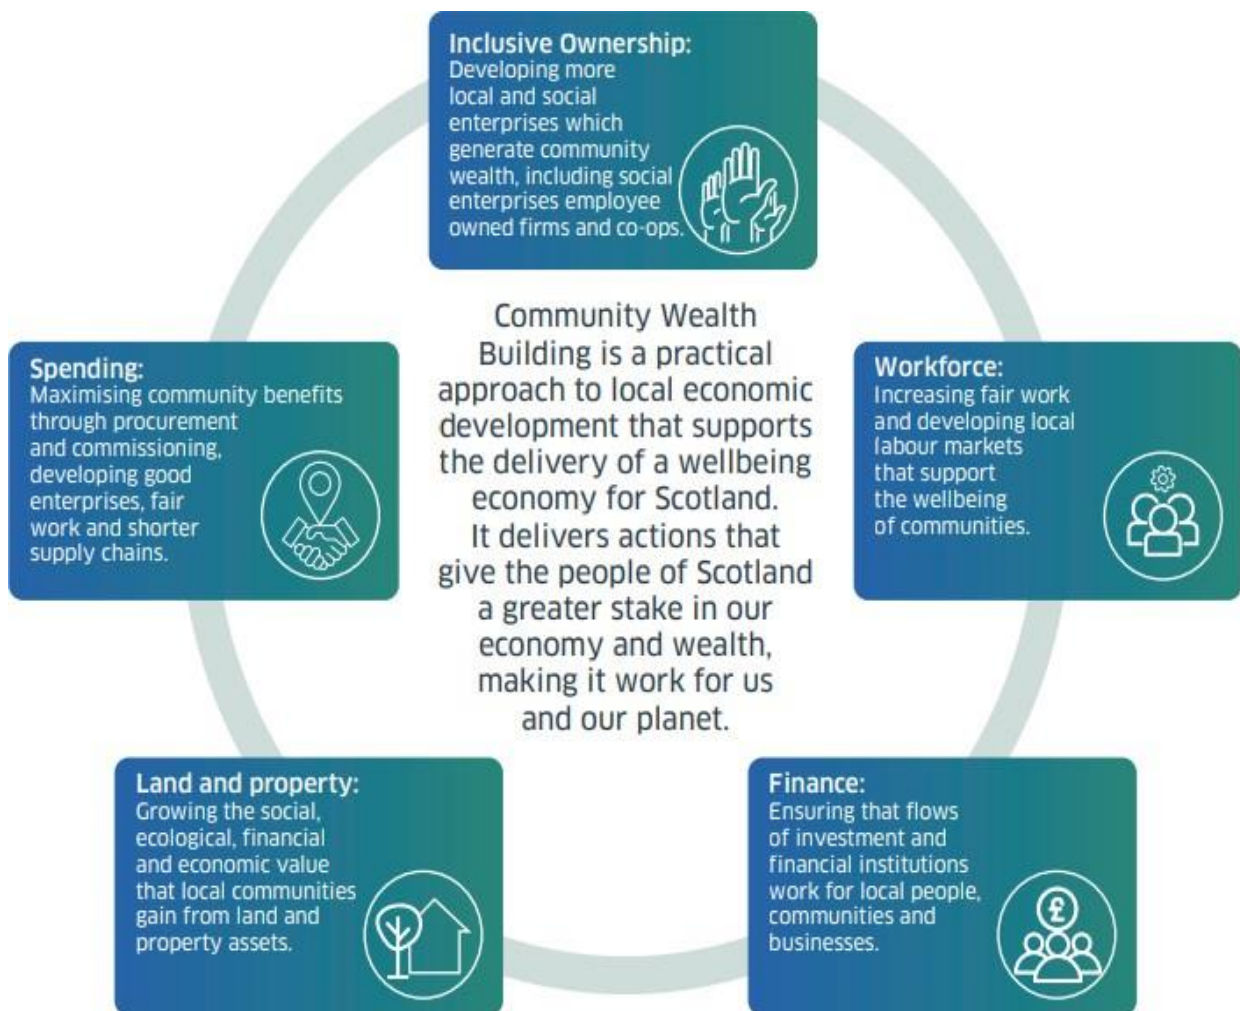 Inclusive Ownership:
Developing more
local and social
enterprises which
generate community
wealth, including social
enterprises employee
owned firms and co-ops.
Community Wealth
Building is a practical
approach to local economic
development that supports
the delivery of a wellbeing
economy for Scotland.
It delivers actions that
give the people of Scotland
a greater stake in our
economy and wealth,
making it work for us
and our planet.
Spending:
Maximising community benefits
through procurement
and commissioning,
developing good
enterprises, fair
work and shorter
supply chains.
Workforce:
Increasing fair work
and developing local
labour markets
that support
the wellbeing
of communities.
Land and property:
Growing the social,
ecological, financial
and economic value
that local communities
gain from land and
property assets.
Finance:
Ensuring that flows
of investment and
financial institutions
work for local people,
communities and
businesses.
£